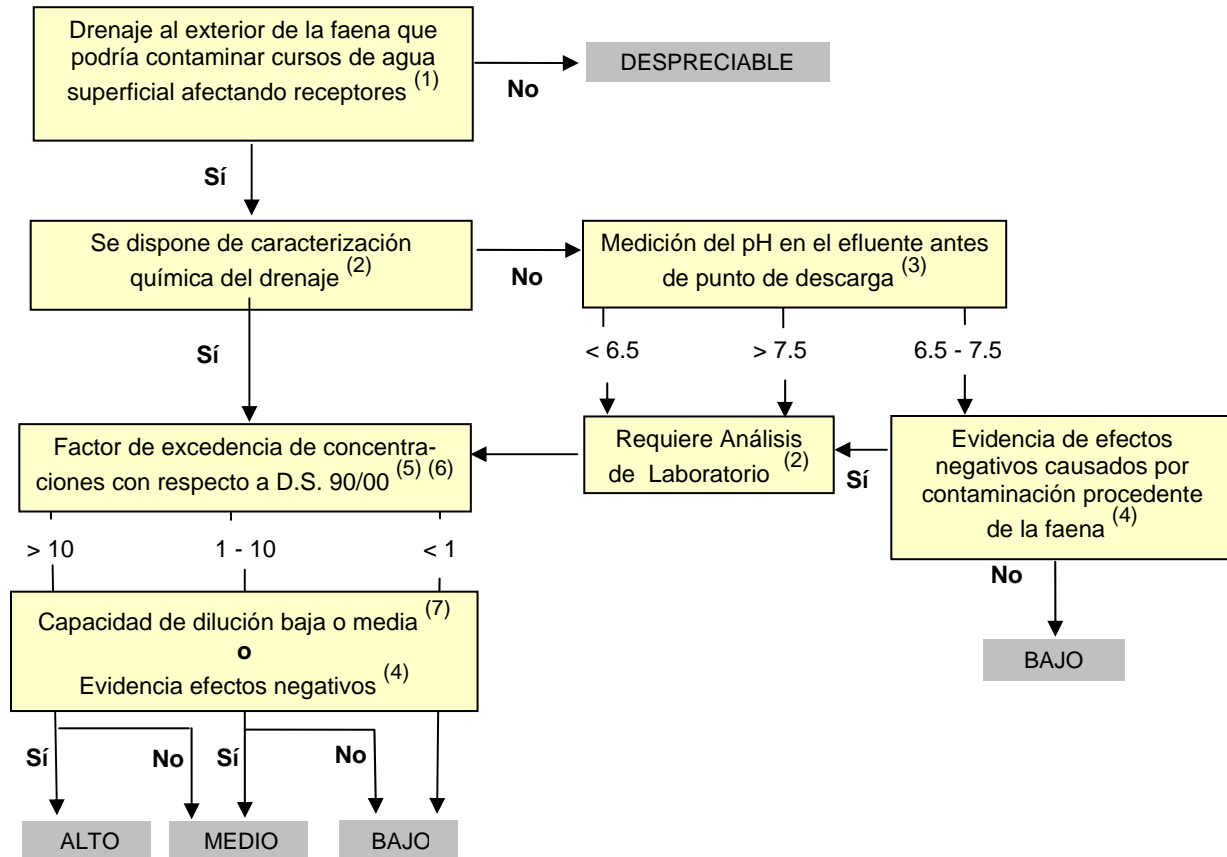 Drenaje al exterior de la faena que
podría contaminar cursos de agua
superficial afectando receptores (1)
No
DESPRECIABLE
Sí
Se dispone de caracterización
química del drenaje (2)
No
Medición del pH en el efluente antes
de punto de descarga (3)
Sí
< 6.5
> 7.5
6.5 - 7.5
Factor de excedencia de concentra-
ciones con respecto a D.S. 90/00 (5) (6)
Requiere Análisis
de Laboratorio (2)
Sí
Evidencia de efectos
negativos causados por
contaminación procedente
de la faena (4)
> 10
1 - 10
< 1
No
BAJO
Capacidad de dilución baja o media (7)
o
Evidencia efectos negativos (4)
Sí
No
Sí
No
ALTO
MEDIO
BAJO